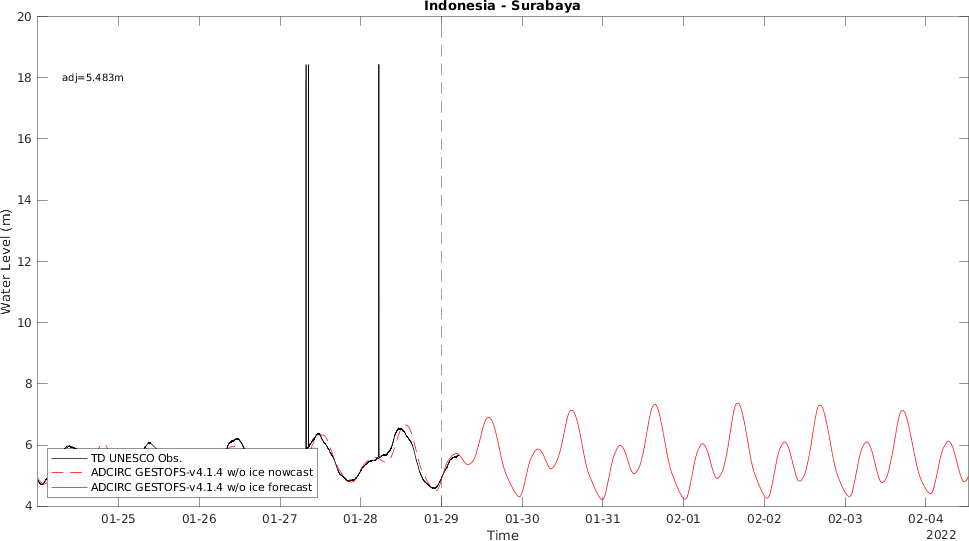 Indonesia - Surabaya
20
18
16
14
12
10
8
6
4
Water Level (m)
adj=5.483m
TD UNESCO Obs.
ADCIRC GESTOFS-v4.1.4 w/o ice nowcast
ADCIRC GESTOFS-v4.1.4 w/o ice forecast
01-25 01-26 01-27 01-28 01-29 01-30 01-31 02-01 02-02 02-03 02-04
Time
2022